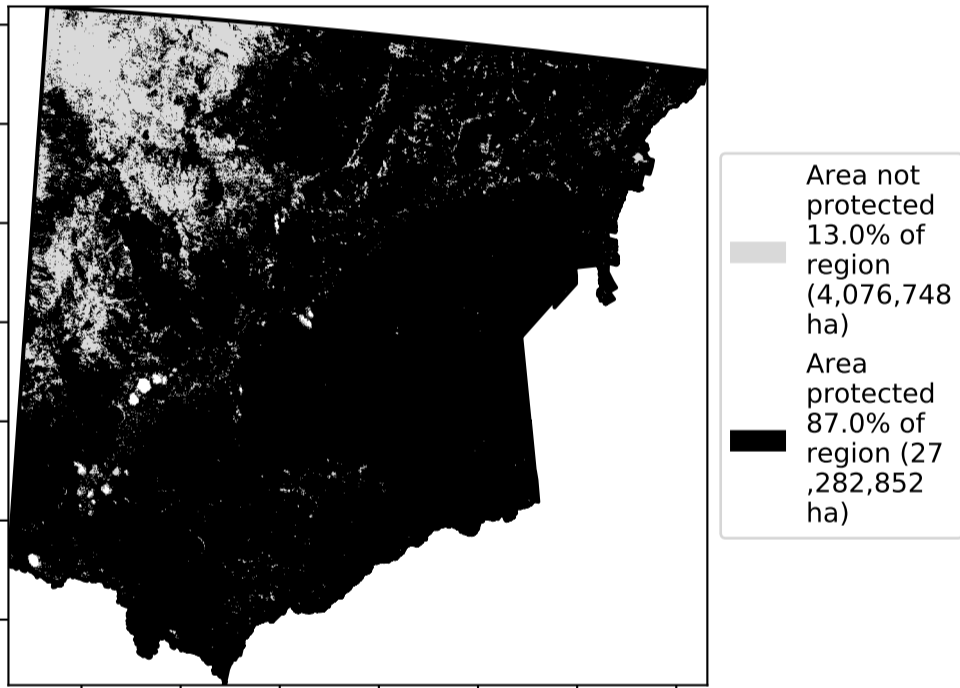 Area not
protected
13.0% of
region
(4,076,748
ha)
Area
protected
87.0% of
region (27
,282,852
ha)